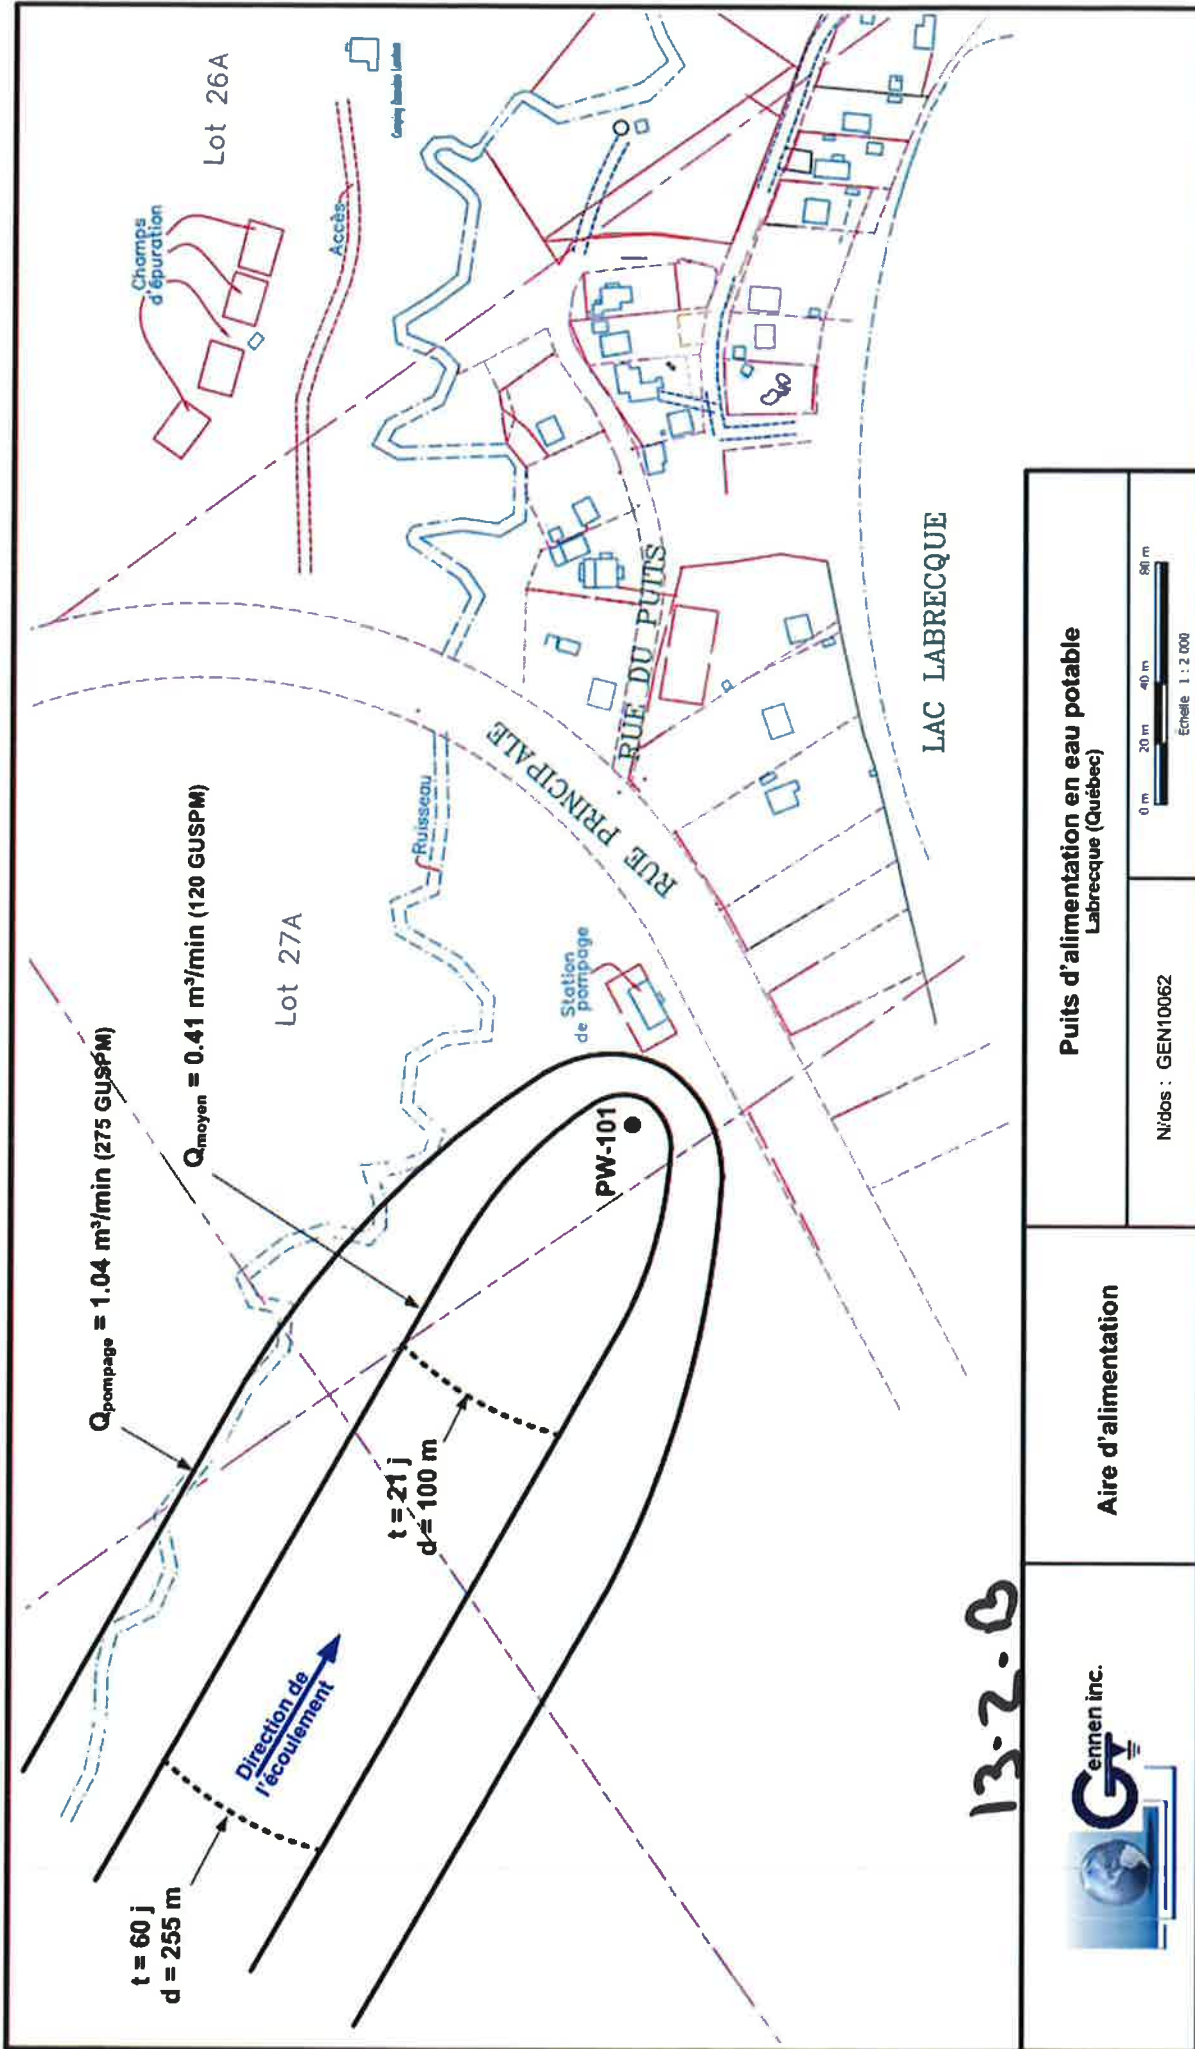 Lot 26A
Champs
d'épuration
Accès
Q pompage = 1.04 m³/min (275 GUSPM)
Q moyen = 0.41 m³/min (120 GUSPM)
Lot 27A
Ruisseau
RUE PRINCIPALE
RUE DU PUITS
Station
de pompage
PW-101
t = 21 j
d = 100 m
t = 60 j
d = 255 m
Direction de
l'écoulement
LAC LABRECQUE
13-2-B
Gennen inc.
Aire d'alimentation
Puits d'alimentation en eau potable
Labrecque (Québec)
N/dos : GEN10062
0 m 20 m 40 m 80 m
Échelle 1 : 2 000